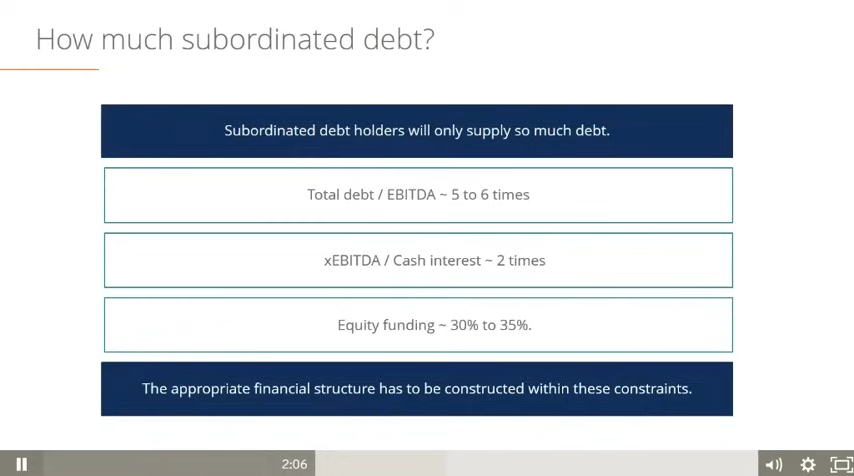 How much subordinated debt?
Subordinated debt holders will only supply so much debt.
Total debt / EBITDA ~ 5 to 6 times
xEBITDA / Cash interest ~ 2 times
Equity funding ~ 30% to 35%.
The appropriate financial structure has to be constructed within these constraints.
2:06